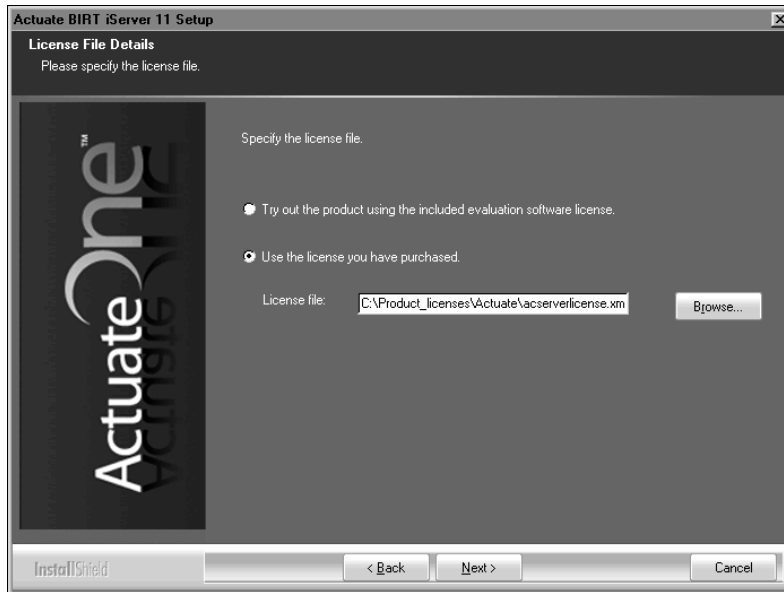 Actuate BIRT iServer 11 Setup
License File Details
Please specify the license file.
ActuateOne™
Specify the license file.
Try out the product using the included evaluation software license.
Use the license you have purchased.
License file: C:\Product_licenses\Actuate\acserverlicense.xm Browse...
InstallShield < Back Next > Cancel